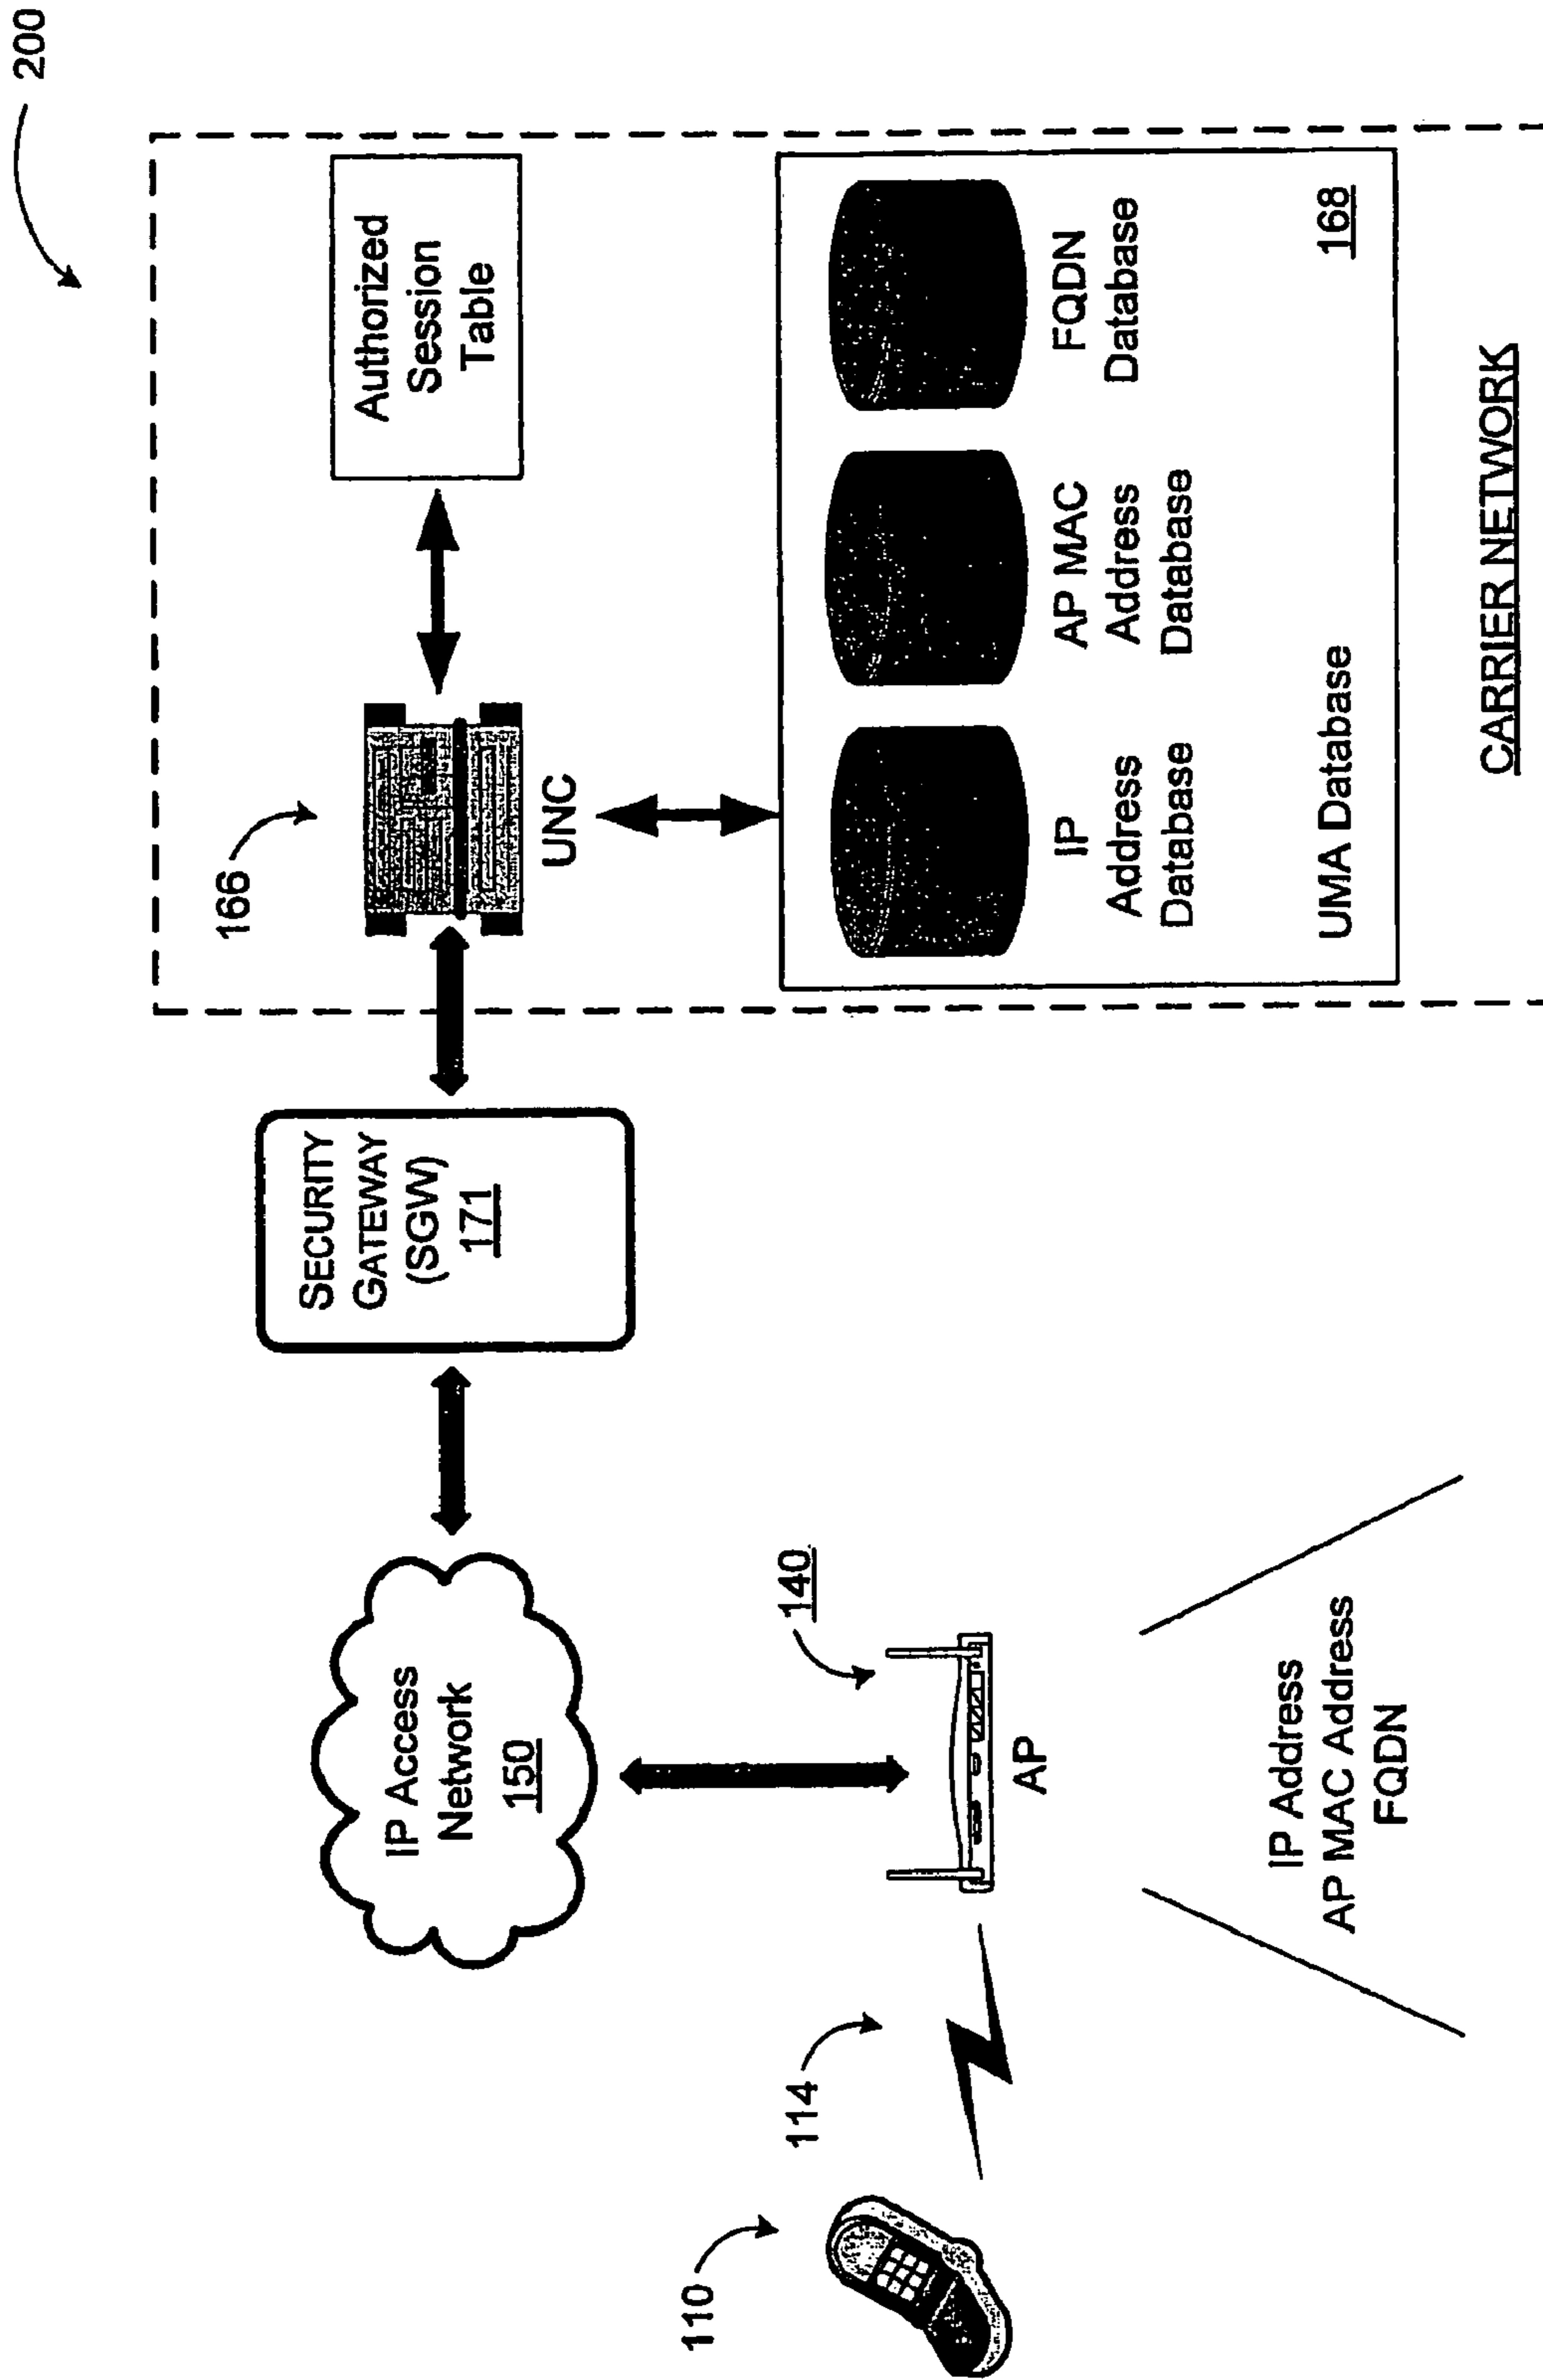 200
166
Authorized
Session
Table
UNC
IP Access
Network
150
SECURITY
GATEWAY
(SGW)
171
110
114
140
AP
IP Address
AP MAC Address
FQDN
IP
Address
Database
AP MAC
Address
Database
FQDN
Database
UMA Database
168
CARRIER NETWORK